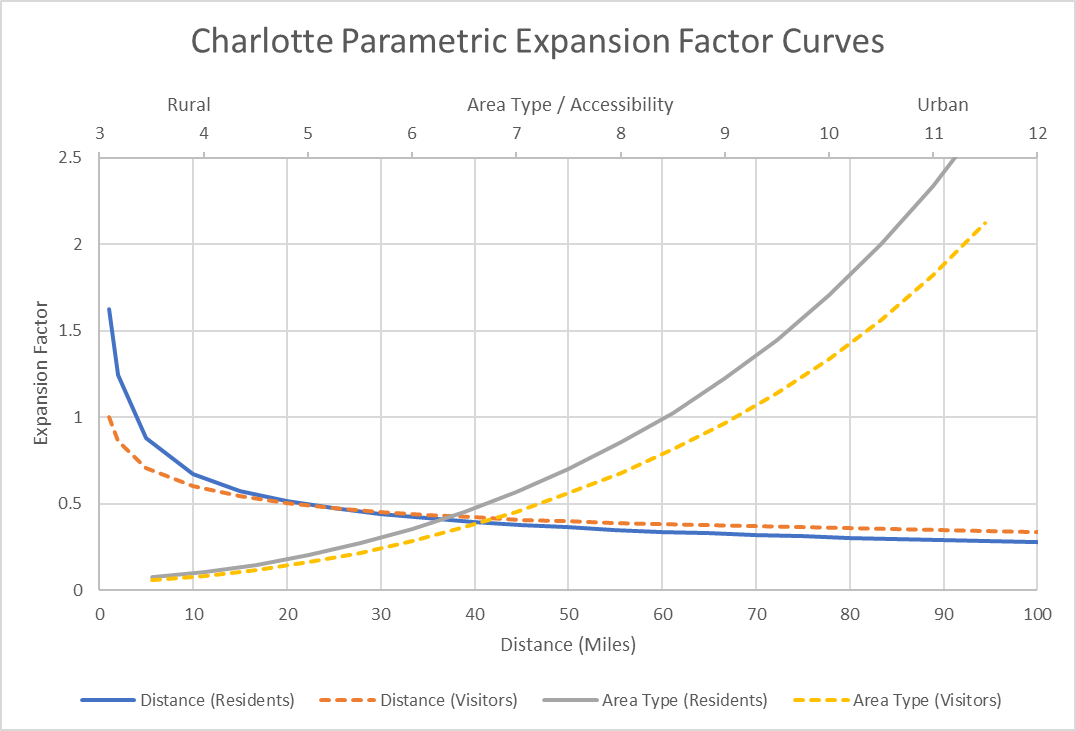 Charlotte Parametric Expansion Factor Curves
Rural Area Type / Accessibility Urban
3 4 5 6 7 8 9 10 11 12
2.5
2
1.5
1
0.5
0
Expansion Factor
0 10 20 30 40 50 60 70 80 90 100
Distance (Miles)
Distance (Residents) Distance (Visitors) Area Type (Residents) Area Type (Visitors)